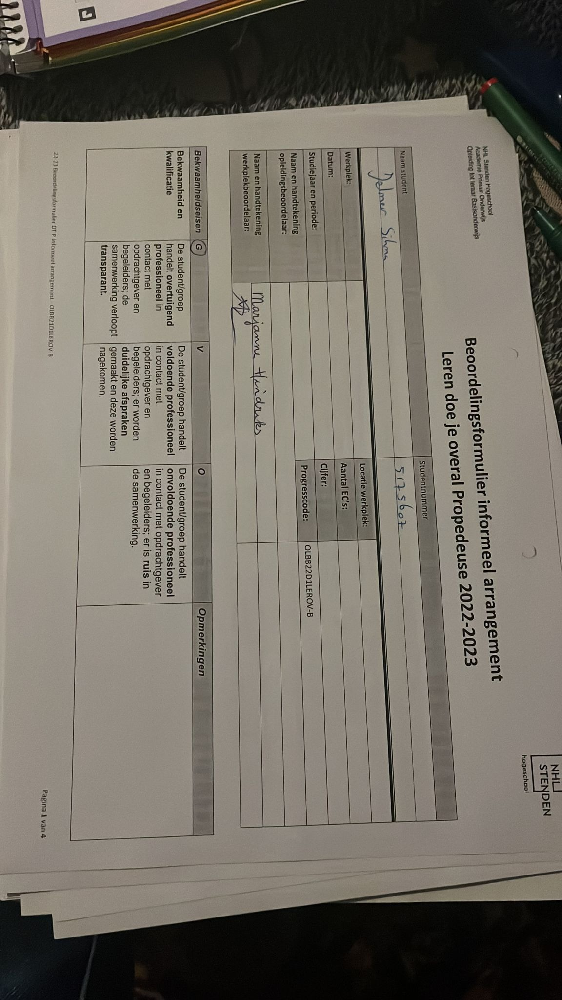 NHL Stenden Hogeschool
Academie Primair Onderwijs
Opleiding tot leraar Basisonderwijs
NHL
STENDEN
hogeschool
Beoordelingsformulier informeel arrangement
Leren doe je overal Propedeuse 2022-2023
Naam student
Studentnummer
Jelmer
5175607
Werkplek:
Locatie werkplek:
Datum:
Aantal EC's:
Studiejaar en periode:
Cijfer:
Naam en handtekening
opleidingsbeoordelaar:
Progresscode:
OLBB22D1LEROV-B
Naam en handtekening
werkplekbeoordelaar:
Marjanne Hindriks
Bekwaamheidseisen
G
V
O
Opmerkingen
Bekwaamheid en
kwalificatie
De student/groep
handelt overtuigend
professioneel in
contact met
opdrachtgever en
begeleiders; de
samenwerking verloopt
transparant.
De student/groep handelt
voldoende professioneel
in contact met
opdrachtgever en
begeleiders; er worden
duidelijke afspraken
gemaakt en deze worden
nagekomen.
De student/groep handelt
onvoldoende professioneel
in contact met opdrachtgever
en begeleiders; er is ruis in
de samenwerking.
22-23 Beoordelingsformulier DT P Informeel arrangement - OLBB21D1LEROV-B
Pagina 1 van 4